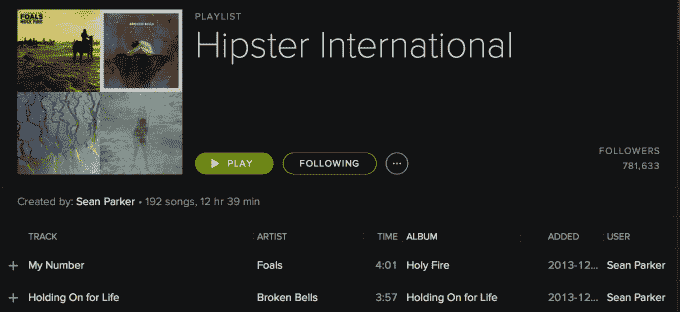 FOALS
HOLY FIRE
PLAYLIST
Hipster International
PLAY
FOLLOWING
FOLLOWERS
781,633
Created by: Sean Parker • 192 songs, 12 hr 39 min
TRACK ARTIST TIME ALBUM ADDED USER
+ My Number Foals 4:01 Holy Fire 2013-12... Sean Parker
+ Holding On for Life Broken Bells 3:57 Holding On for Life 2013-12... Sean Parker